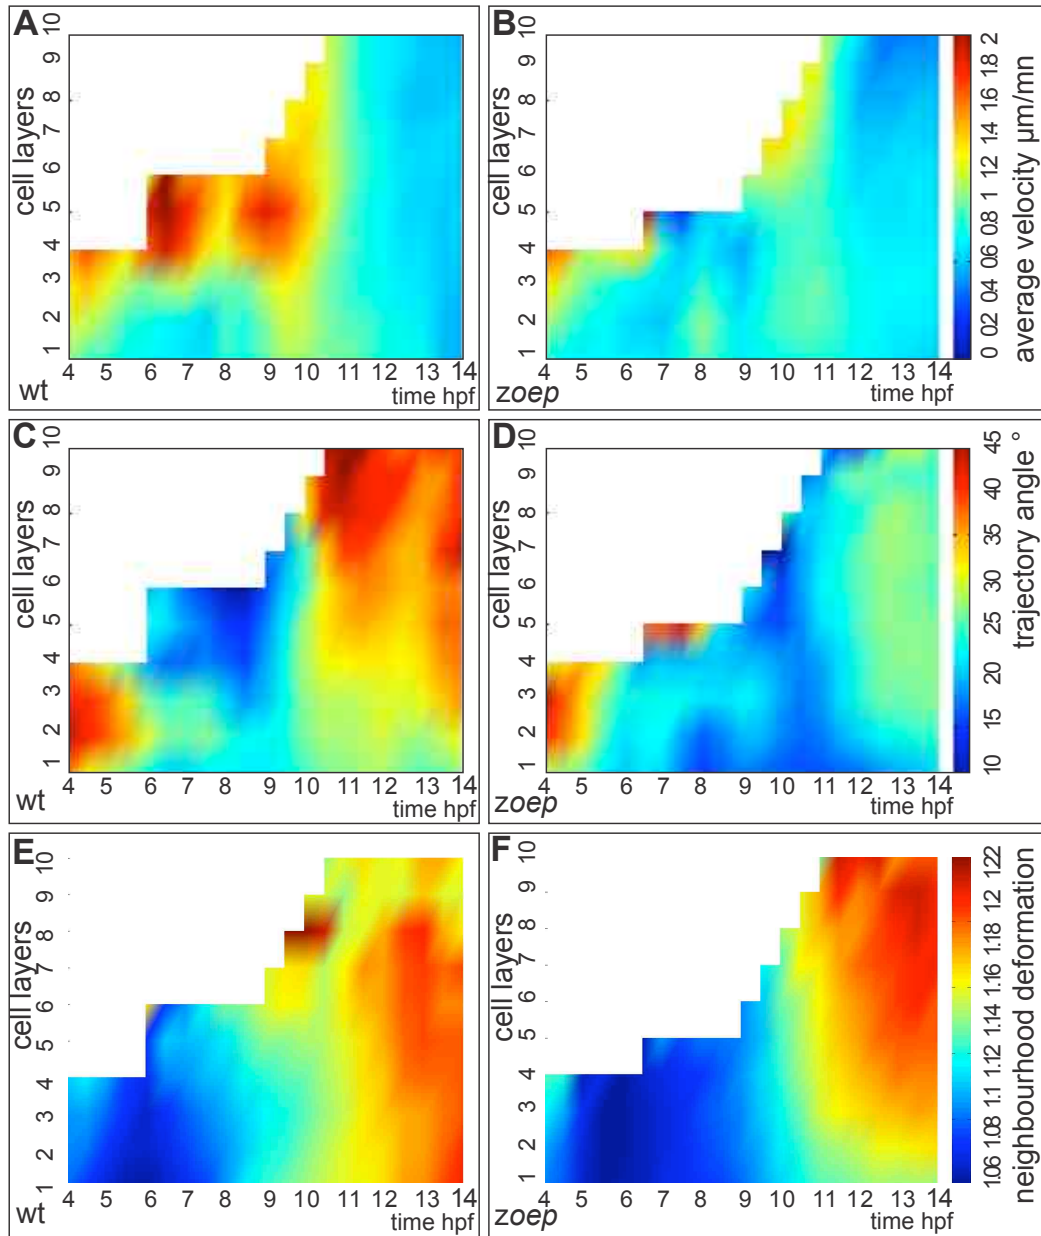 A
cell layers
10
9
8
7
6
5
4
3
2
1
4 5 6 7 8 9 10 11 12 13 14
wt
time hpf
B
cell layers
10
9
8
7
6
5
4
3
2
1
4 5 6 7 8 9 10 11 12 13 14
zoep
time hpf
0 02 04 06 0.8 1 12 1.4 1.6 1.8 2
average velocity µm/mn
C
cell layers
10
9
8
7
6
5
4
3
2
1
4 5 6 7 8 9 10 11 12 13 14
wt
time hpf
D
cell layers
10
9
8
7
6
5
4
3
2
1
4 5 6 7 8 9 10 11 12 13 14
zoep
time hpf
10 15 20 25 30 35 40 45
trajectory angle °
E
cell layers
10
9
8
7
6
5
4
3
2
1
4 5 6 7 8 9 10 11 12 13 14
wt
time hpf
F
cell layers
10
9
8
7
6
5
4
3
2
1
4 5 6 7 8 9 10 11 12 13 14
zoep
time hpf
1.06 1.08 1.1 1.12 1.14 1.16 1.18 122
neighbourhood deformation